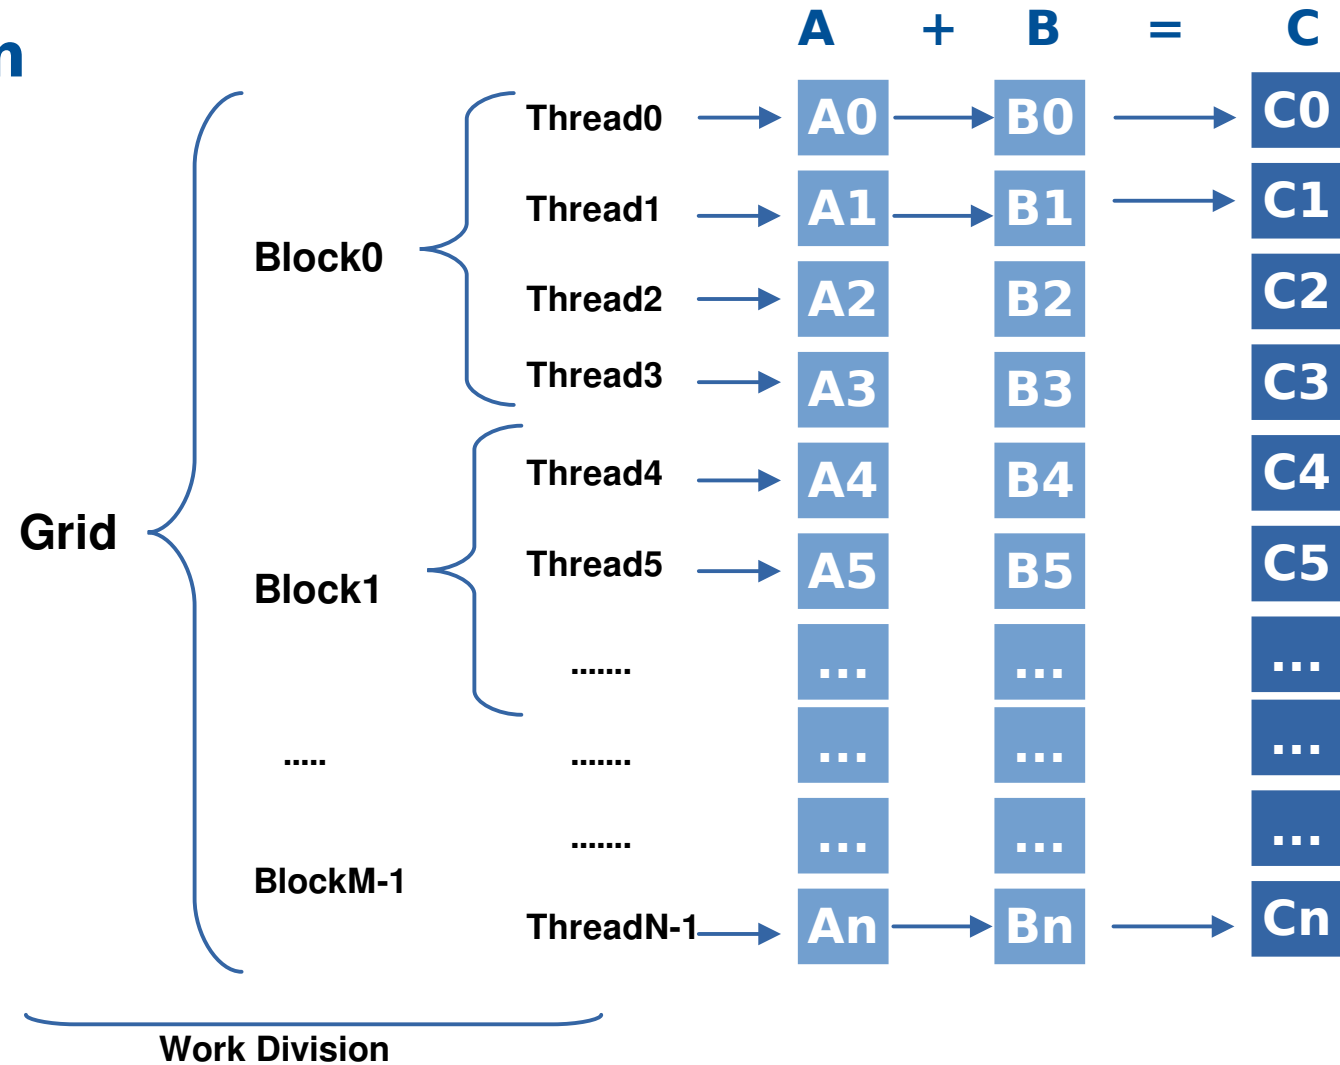 n
A + B = C
Thread0 A0 B0 C0
Thread1 A1 B1 C1
Block0
Thread2 A2 B2 C2
Thread3 A3 B3 C3
Thread4 A4 B4 C4
Grid
Thread5 A5 B5 C5
Block1
....... ... ... ...
..... ....... ... ... ...
....... ... ... ...
BlockM-1
ThreadN-1 An Bn Cn
Work Division